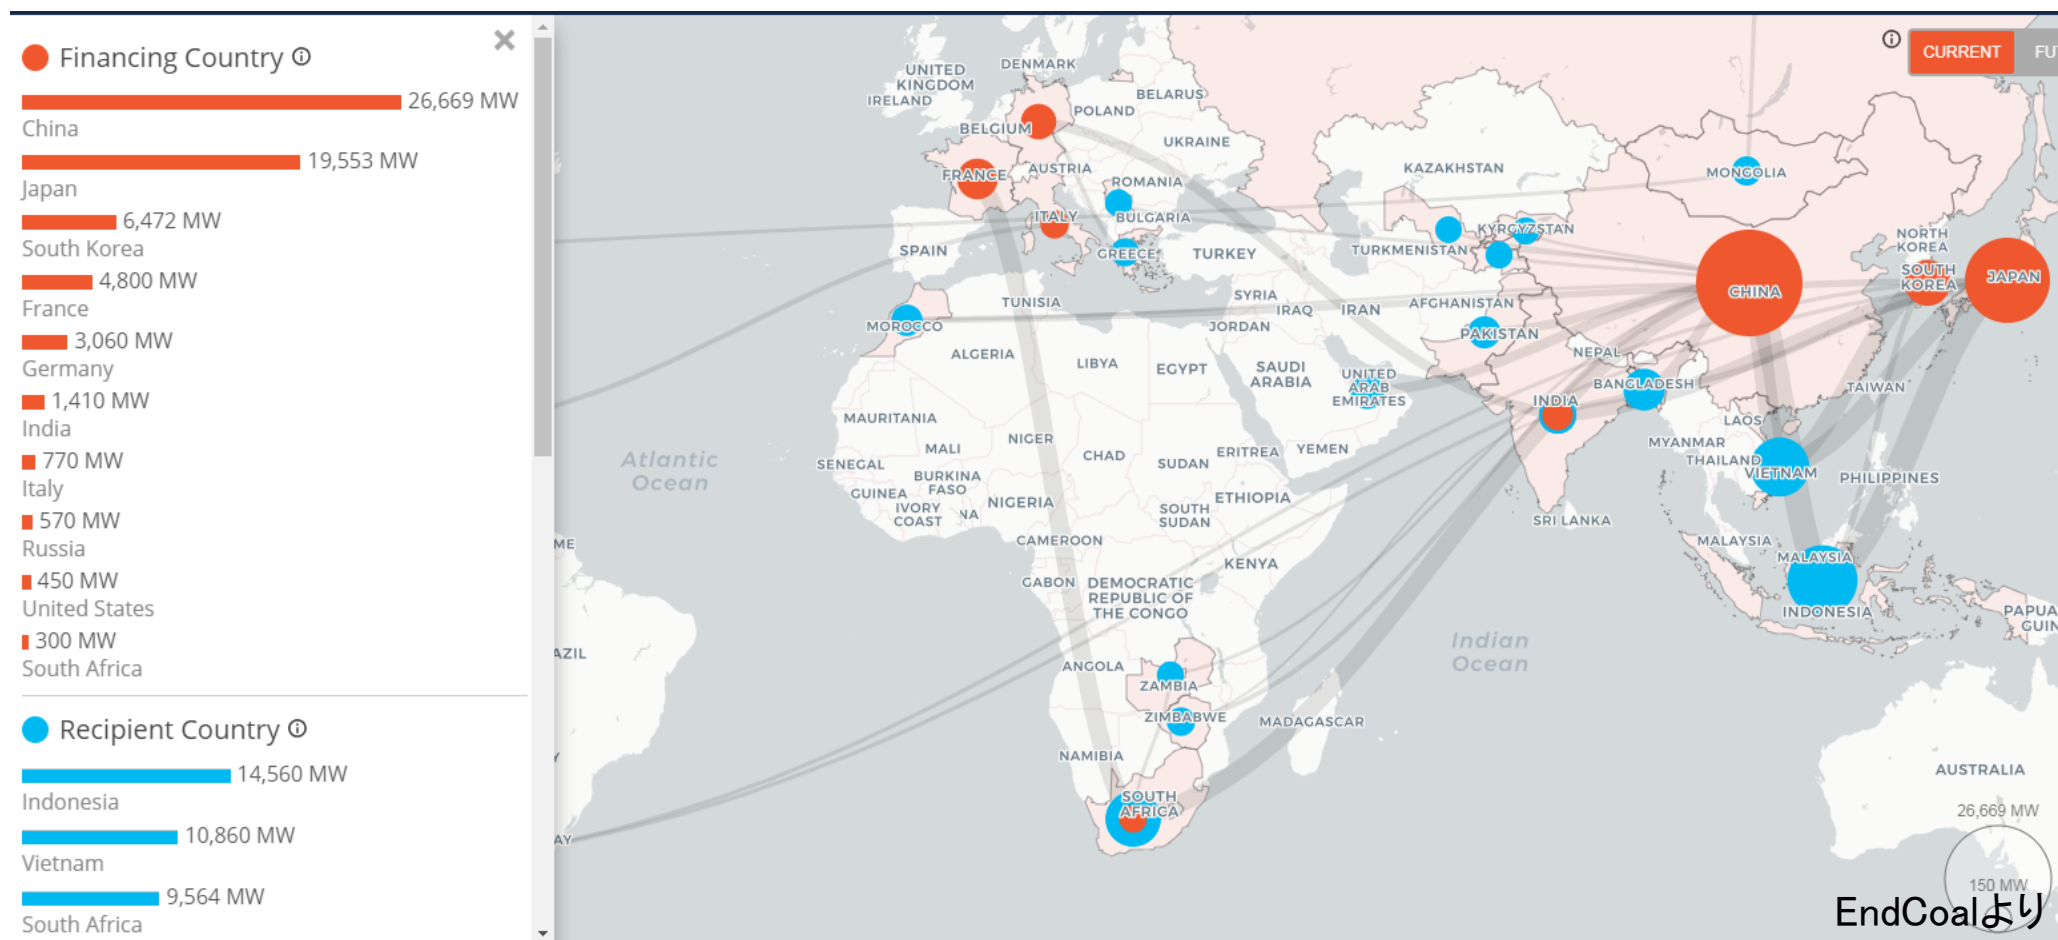 Financing Country
26,669 MW
China
19,553 MW
Japan
6,472 MW
South Korea
4,800 MW
France
3,060 MW
Germany
1,410 MW
India
770 MW
Italy
570 MW
Russia
450 MW
United States
300 MW
South Africa
Recipient Country
14,560 MW
Indonesia
10,860 MW
Vietnam
9,564 MW
South Africa
CURRENT
FU
UNITED
KINGDOM
IRELAND
DENMARK
BELARUS
POLAND
BELGIUM
UKRAINE
FRANCE
AUSTRIA
ROMANIA
KAZAKHSTAN
MONGOLIA
ITALY
BULGARIA
KYRGYZSTAN
SPAIN
GREECE
TURKEY
TURKMENISTAN
NORTH
KOREA
SOUTH
KOREA
JAPAN
CHINA
TUNISIA
SYRIA
IRAQ
IRAN
AFGHANISTAN
MOROCCO
JORDAN
PAKISTAN
ALGERIA
LIBYA
EGYPT
SAUDI
ARABIA
UNITED
ARAB
EMIRATES
NEPAL
BANGLADESH
TAIWAN
INDIA
LAOS
MYANMAR
MAURITANIA
MALI
NIGER
CHAD
SUDAN
ERITREA
YEMEN
THAILAND
VIETNAM
PHILIPPINES
Atlantic
Ocean
SENEGAL
BURKINA
FASO
GUINEA
IVORY
COAST
NA
NIGERIA
ETHIOPIA
SOUTH
SUDAN
SRI LANKA
ME
CAMEROON
MALAYSIA
MALAYSIA
GABON
DEMOCRATIC
REPUBLIC OF
THE CONGO
KENYA
INDONESIA
PAPUA
GUIN
Indian
Ocean
AZIL
ANGOLA
ZAMBIA
ZIMBABWE
MADAGASCAR
NAMIBIA
Y
SOUTH
AFRICA
AUSTRALIA
AY
26,669 MW
150 MW
EndCoalより